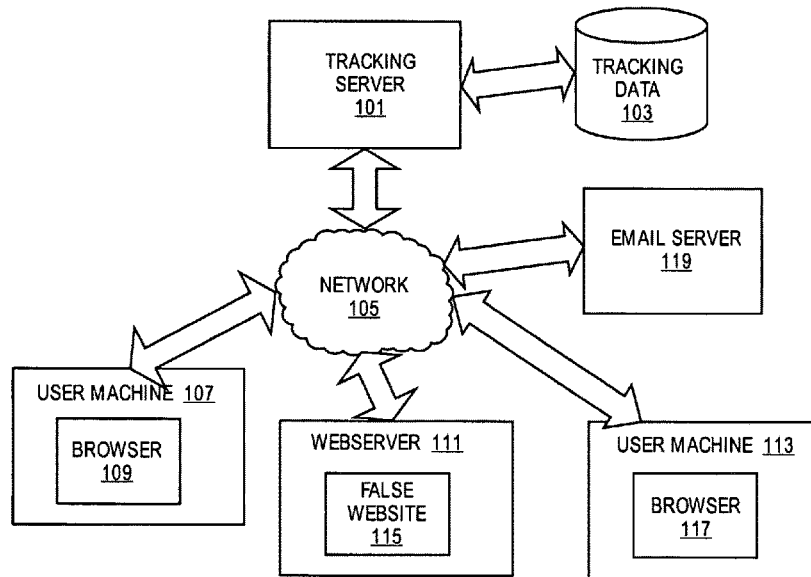 TRACKING
SERVER
101
TRACKING
DATA
103
EMAIL SERVER
119
NETWORK
105
USER MACHINE 107
BROWSER
109
WEBSERVER 111
FALSE
WEBSITE
115
USER MACHINE 113
BROWSER
117